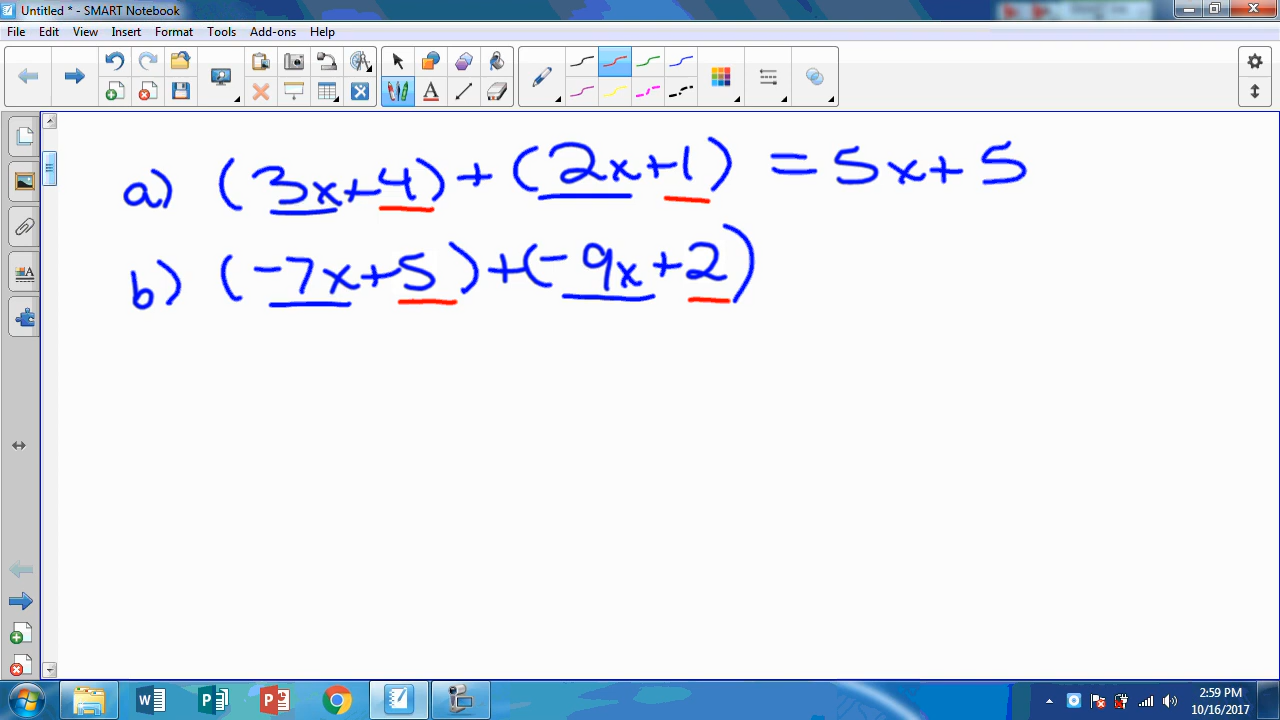 Untitled * - SMART Notebook
File Edit View Insert Format Tools Add-ons Help
a) (3x+4)+(2x+1) = 5x+5
b) (-7x+5)+(-9x+2)
2:59 PM
10/16/2017